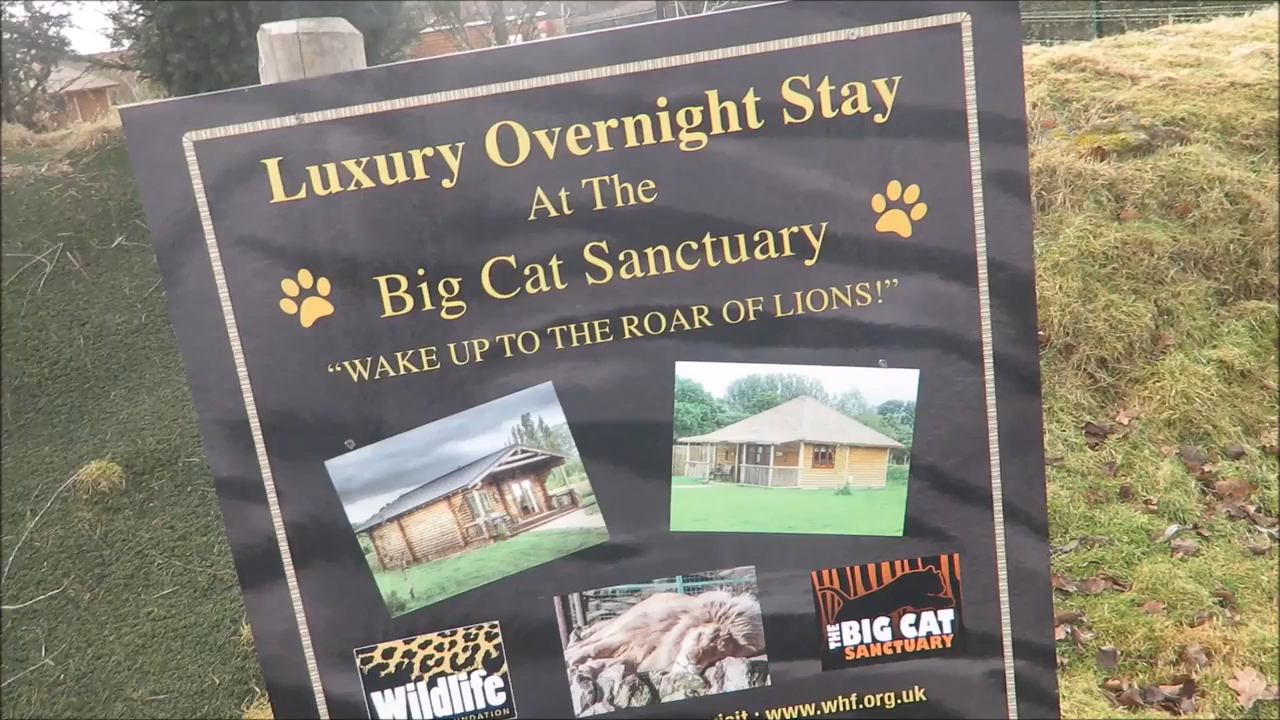 Luxury Overnight Stay
At The
Big Cat Sanctuary
“WAKE UP TO THE ROAR OF LIONS!”
THE BIG CAT
SANCTUARY
Wildlife
www.whf.org.uk